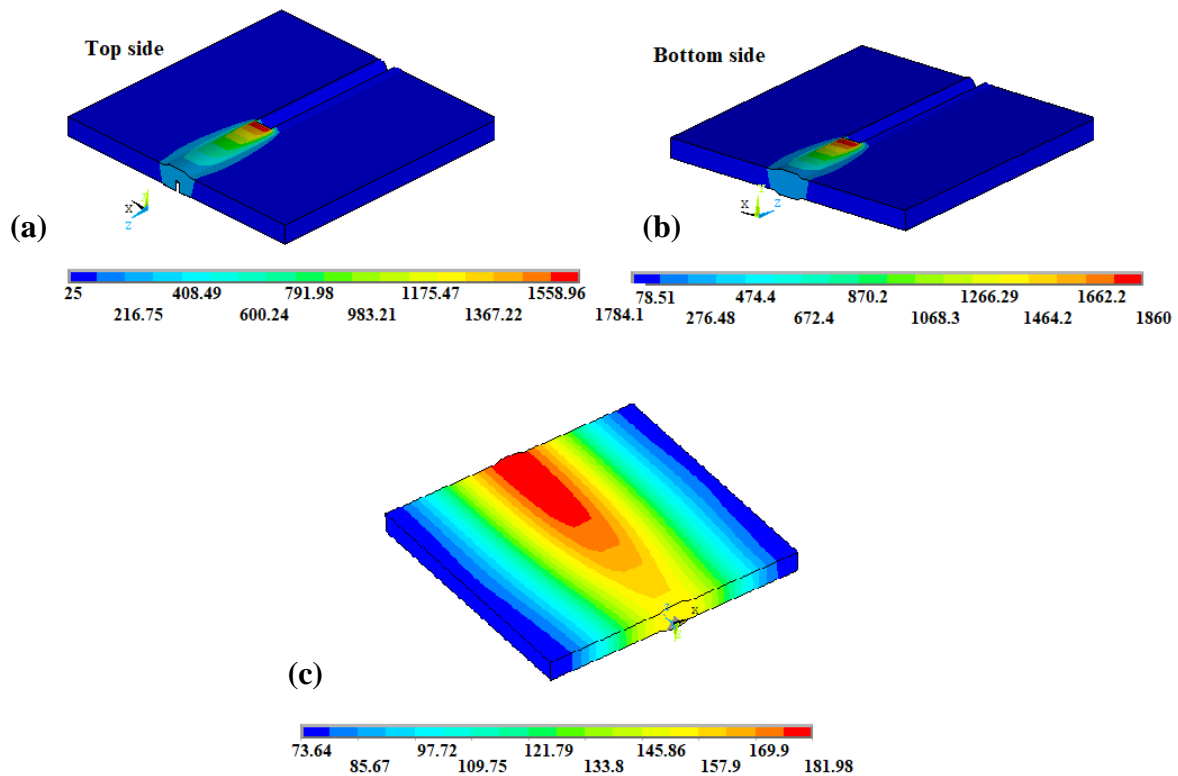 Top side
Bottom side
X
Z
X
Z
(a)
(b)
25 408.49 791.98 1175.47 1558.96
216.75 600.24 983.21 1367.22 1784.1
78.51 474.4 870.2 1266.29 1662.2
276.48 672.4 1068.3 1464.2 1860
X
(c)
73.64 97.72 121.79 145.86 169.9
85.67 109.75 133.8 157.9 181.98